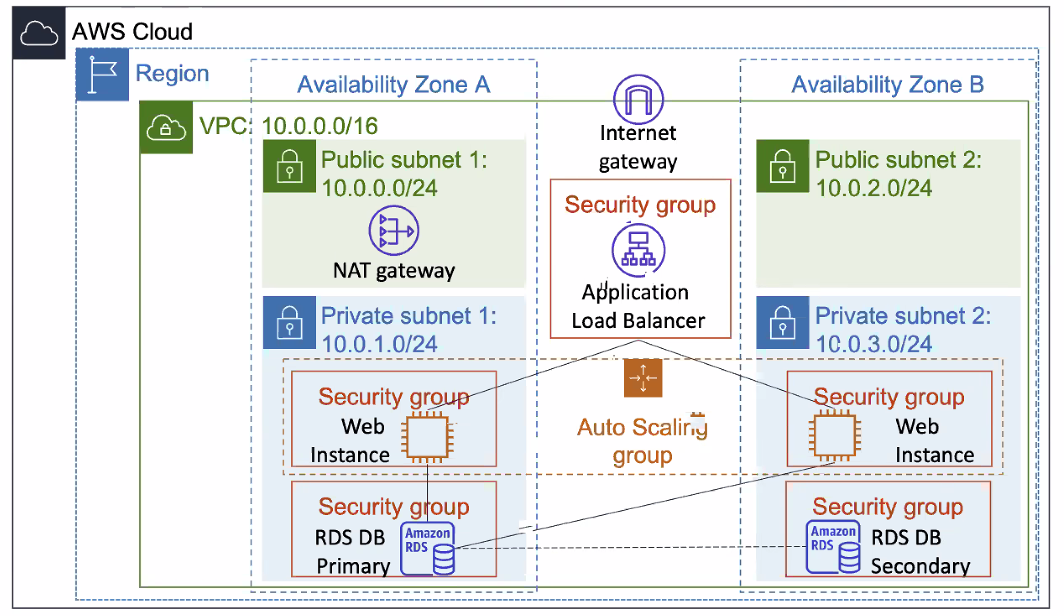 AWS Cloud
Region
Availability Zone A
Availability Zone B
VPC: 10.0.0.0/16
Internet
gateway
Public subnet 1:
10.0.0.0/24
NAT gateway
Public subnet 2:
10.0.2.0/24
Security group
Application
Load Balancer
Private subnet 1:
10.0.1.0/24
Private subnet 2:
10.0.3.0/24
Security group
Web
Instance
Auto Scaling
group
Security group
Web
Instance
Security group
RDS DB
Primary
Amazon
RDS
Security group
Amazon
RDS
RDS DB
Secondary